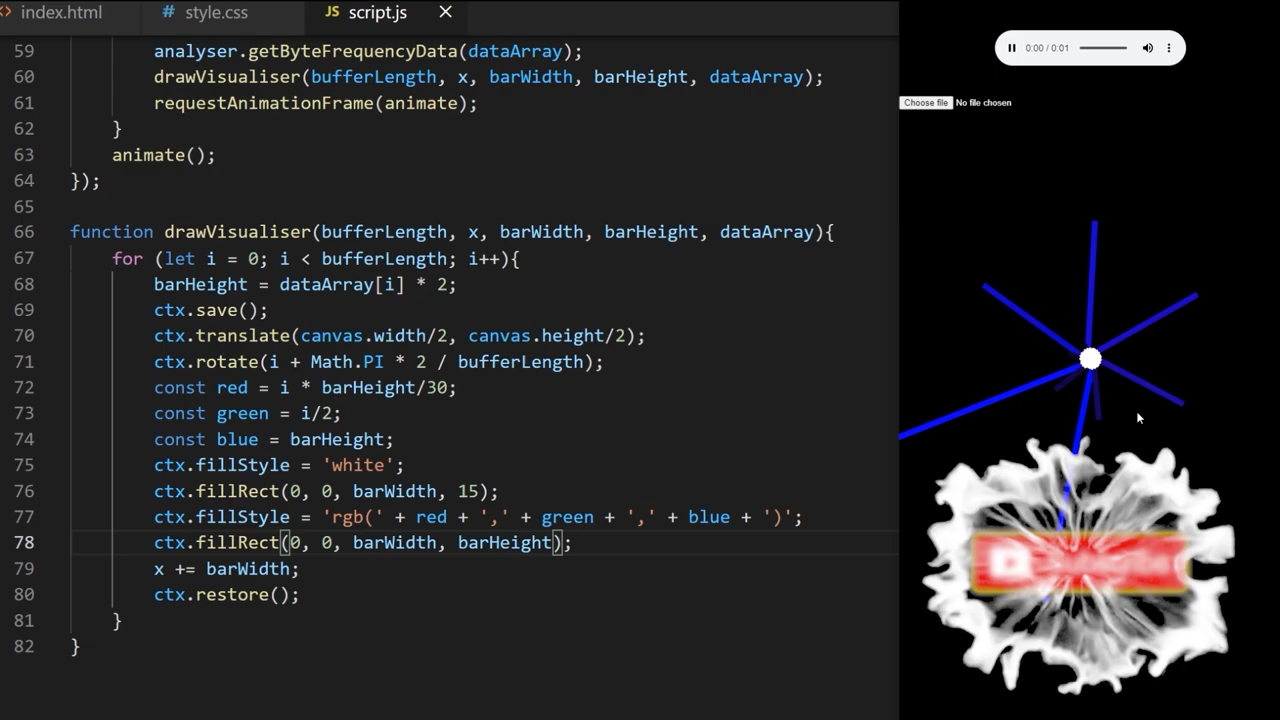 index.html
# style.css
JS script.js
59 analyser.getByteFrequencyData(dataArray);
60 drawVisualiser(bufferLength, x, barWidth, barHeight, dataArray);
61 requestAnimationFrame(animate);
62 }
63 animate();
64 });
65
66 function drawVisualiser(bufferLength, x, barWidth, barHeight, dataArray){
67 for (let i = 0; i < bufferLength; i++){
68 barHeight = dataArray[i] * 2;
69 ctx.save();
70 ctx.translate(canvas.width/2, canvas.height/2);
71 ctx.rotate(i + Math.PI * 2 / bufferLength);
72 const red = i * barHeight/30;
73 const green = i/2;
74 const blue = barHeight;
75 ctx.fillStyle = 'white';
76 ctx.fillRect(0, 0, barWidth, 15);
77 ctx.fillStyle = 'rgb(' + red + ',' + green + ',' + blue + ')';
78 ctx.fillRect(0, 0, barWidth, barHeight);
79 x += barWidth;
80 ctx.restore();
81 }
82 }
0:00 / 0:01
Choose file No file chosen